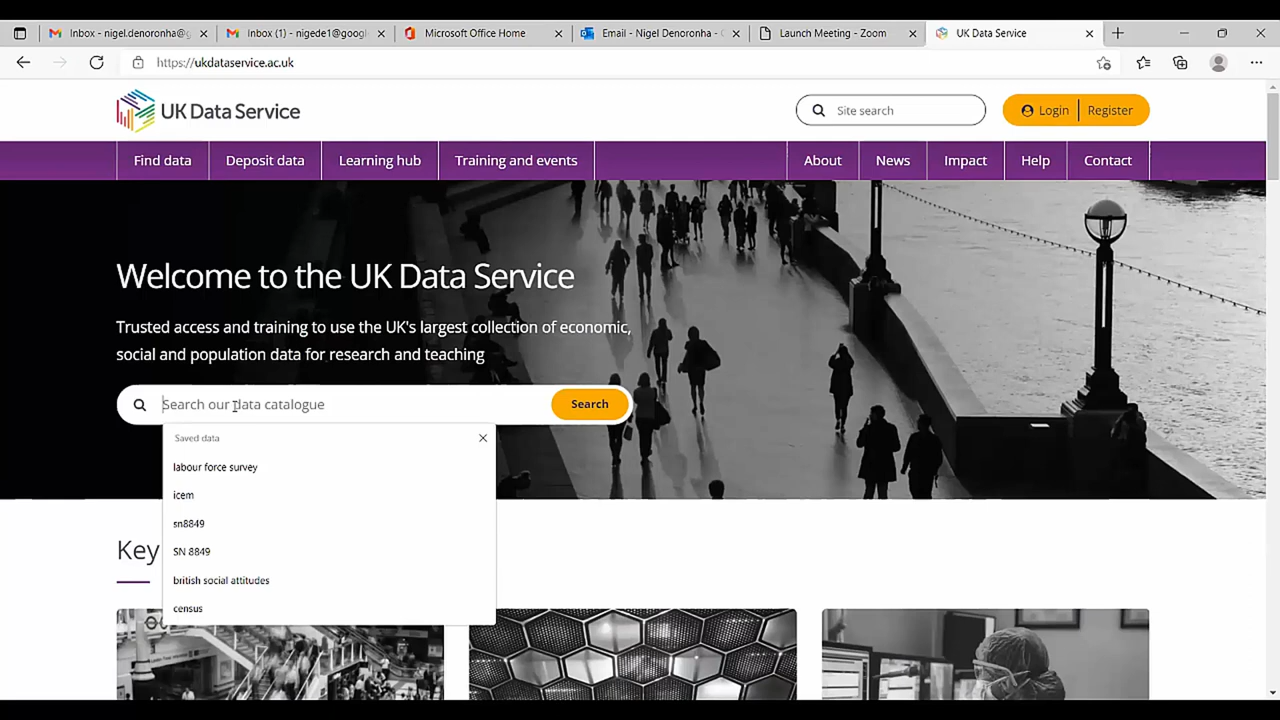 Inbox - nigel.denoronha@g
Inbox (1) - nigede1@googl
Microsoft Office Home
Email - Nigel Denoronha -
Launch Meeting - Zoom
UK Data Service
https://ukdataservice.ac.uk
UK Data Service
Site search
Login
Register
Find data
Deposit data
Learning hub
Training and events
About
News
Impact
Help
Contact
Welcome to the UK Data Service
Trusted access and training to use the UK's largest collection of economic,
social and population data for research and teaching
Search our data catalogue
Search
Saved data
labour force survey
icem
sn8849
SN 8849
british social attitudes
census
Key